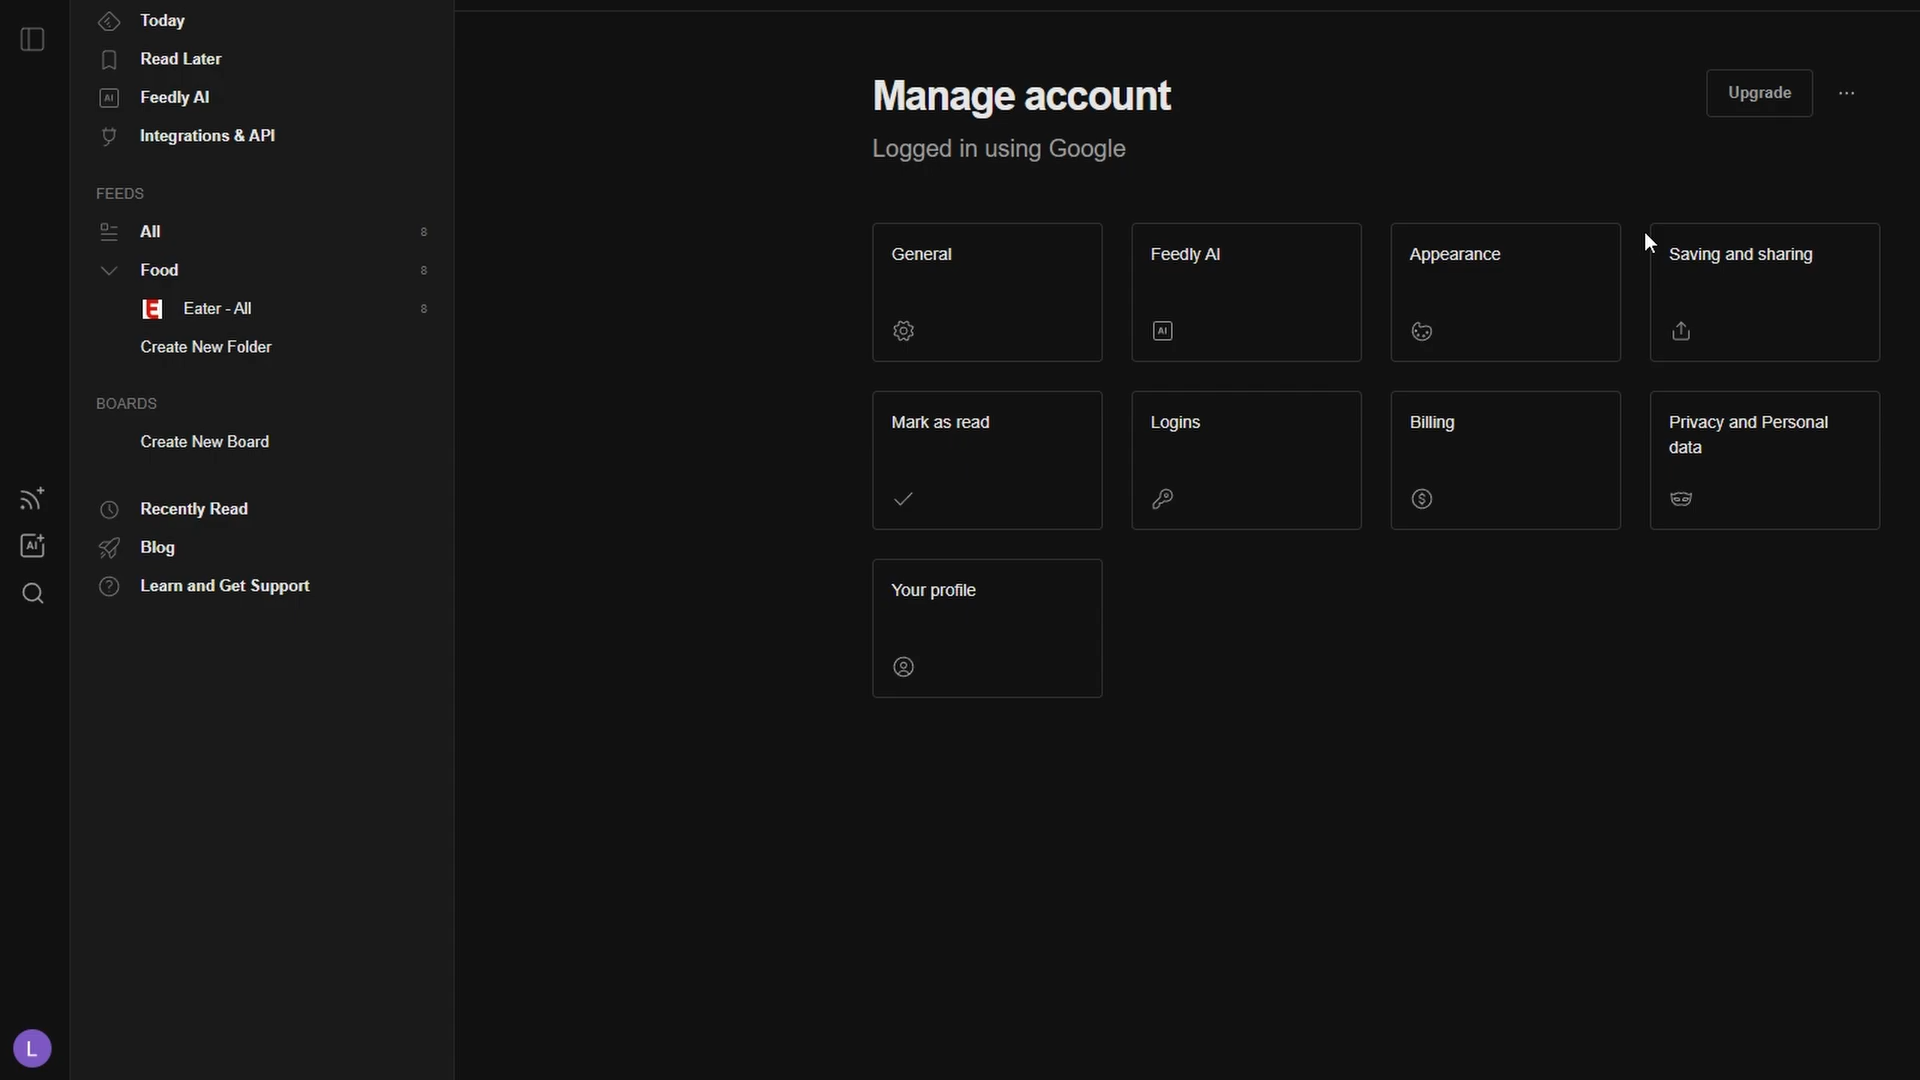 Today
Read Later
AI Feedly AI
Integrations & API
FEEDS
All 8
Food 8
E Eater - All 8
Create New Folder
BOARDS
Create New Board
Recently Read
Blog
? Learn and Get Support
AI
L
Manage account
Logged in using Google
Upgrade ...
General
Feedly AI
AI
Appearance
Saving and sharing
Mark as read
Logins
Billing
$
Privacy and Personal
data
Your profile